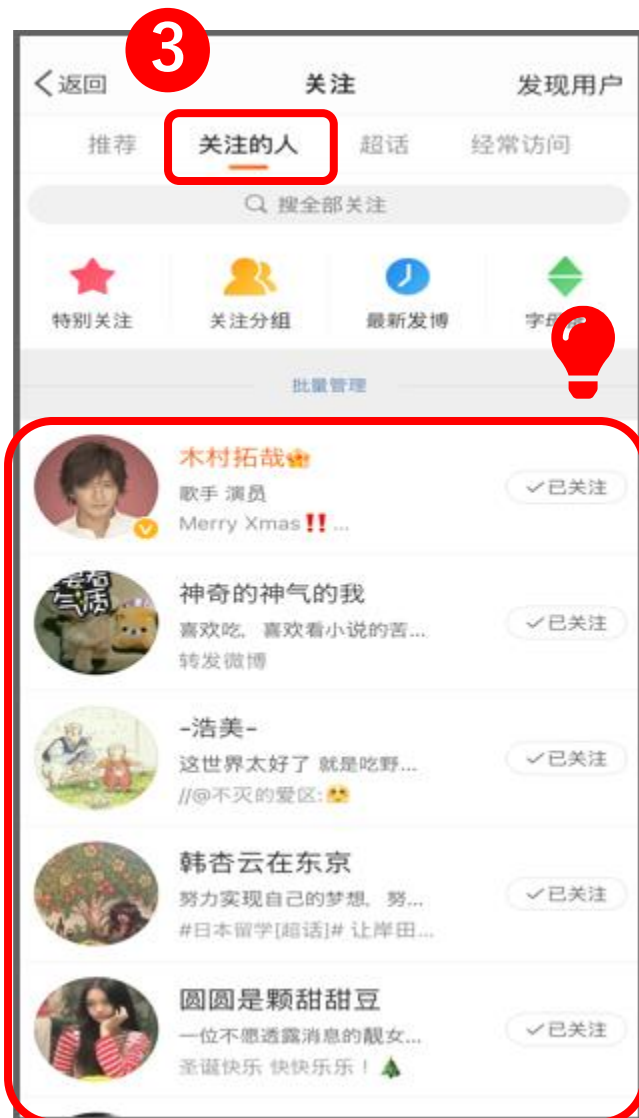 3
返回
关注
发现用户
推荐
关注的人
超话
经常访问
搜全部关注
特别关注
关注分组
最新发博
字母
批量管理
木村拓哉
歌手 演员
Merry Xmas‼️...
已关注
神奇的神气的我
喜欢吃，喜欢看小说的苦...
转发微博
已关注
气质
-浩美-
这世界太好了 就是吃野...
//@不灭的爱区:🥺
已关注
韩杏云在东京
努力实现自己的梦想，努...
#日本留学[超话]# 让岸田...
已关注
圆圆是颗甜甜豆
一位不愿透露消息的靓女...
圣诞快乐 快快乐乐！🎄
已关注